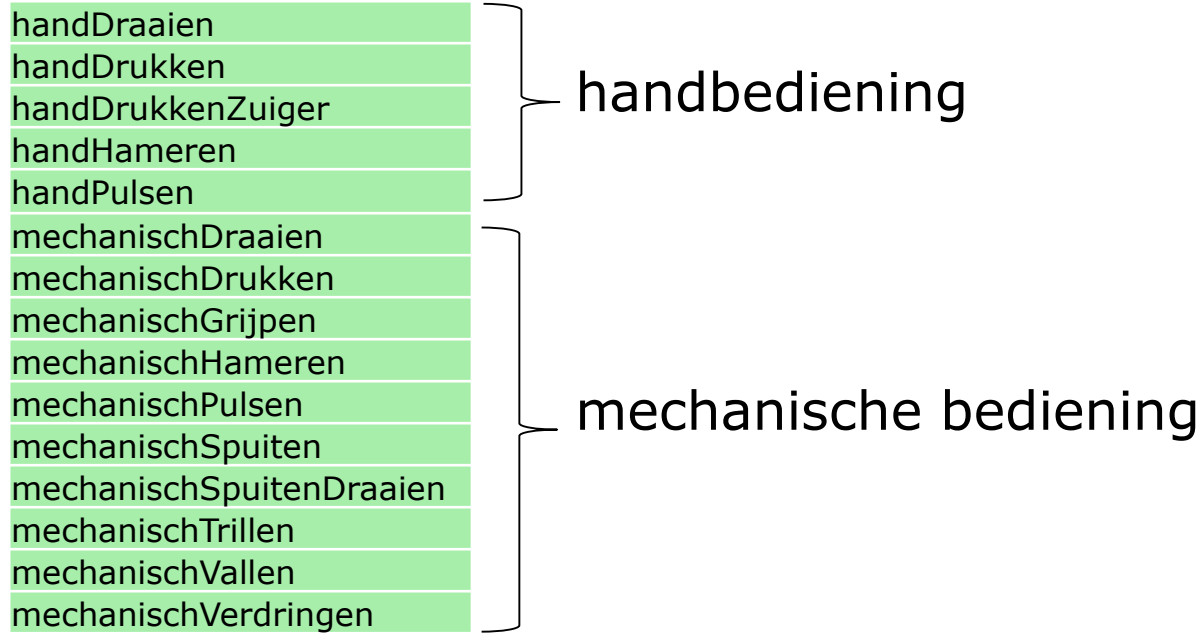 handDraaien
handDrukken
handDrukkenZuiger
handHameren
handPulsen
handbediening
mechanischDraaien
mechanischDrukken
mechanischGrijpen
mechanischHameren
mechanischPulsen
mechanischSpuiten
mechanischSpuitenDraaien
mechanischTrillen
mechanischVallen
mechanischVerdringen
mechanische bediening